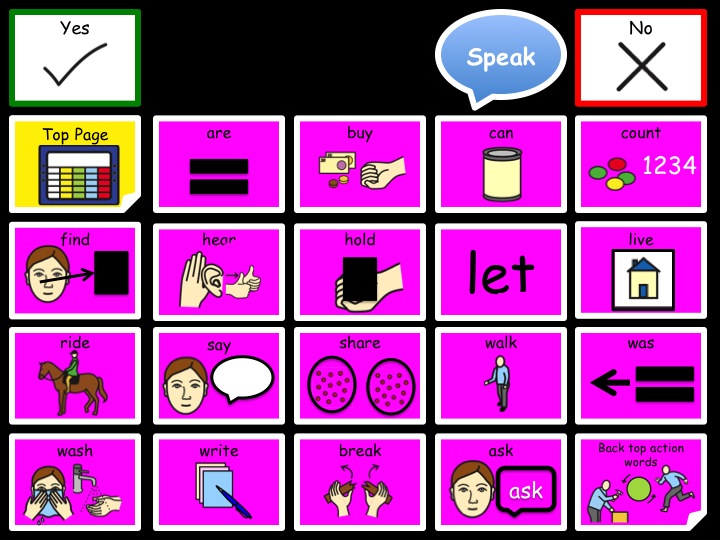 Yes
Speak
No
Top Page
are
buy
can
count
1234
find
hear
hold
let
live
ride
say
share
walk
was
wash
write
break
ask
ask
Back top action
words